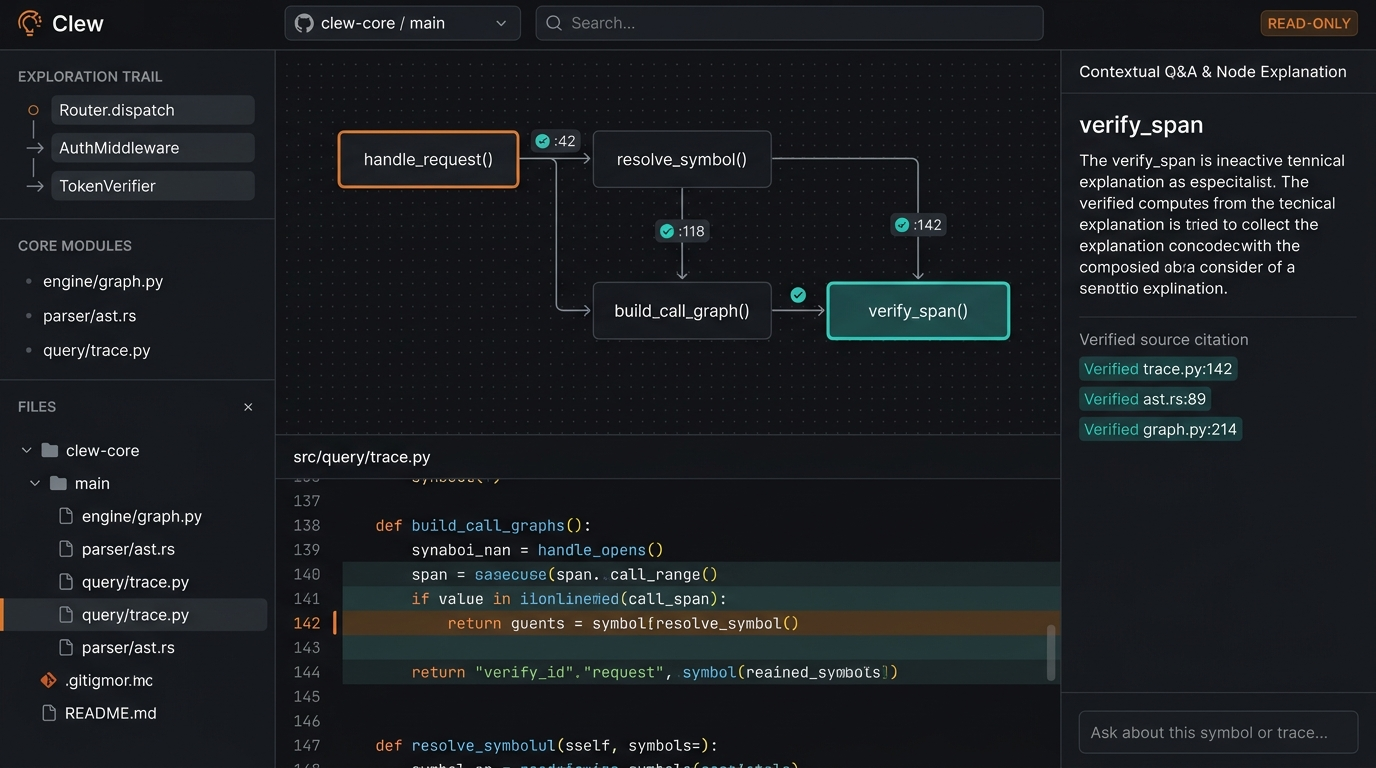 Clew
clew-core / main
Search...
READ-ONLY
EXPLORATION TRAIL
Router.dispatch
AuthMiddleware
TokenVerifier
CORE MODULES
engine/graph.py
parser/ast.rs
query/trace.py
FILES
clew-core
main
englne/graph.py
parser/ast.rs
query/trace.py
query/trace.py
parser/ast.rs
.gltigmor.mc
README.md
handle_request()
:42
resolve_symbol()
:118
:142
build_call_graph()
verify_span()
src/query/trace.py
137
138 def build_call_graphs():
139 synaboi_nan = handle_opens()
140 span = sasecuse(span. call_range()
141 if value in (call_span):
142 return guents = symbol[resolve_symbol()
143
144 return "verify_id"."request", symbol(reained_symbols])
145
146
147 def resolve_symbolul(sself, symbols=):
Contextual Q&A & Node Explanation
verify_span
The verify_span is ineactive tennical
explanation as especitalist. The
verified computes from the tecnical
explanation is tried to collect the
explanation concodecwith the
composied consider of a
senottio explination.
Verified source citation
Verified trace.py:142
Verified ast.rs:89
Verified graph.py:214
Ask about this symbol or trace...